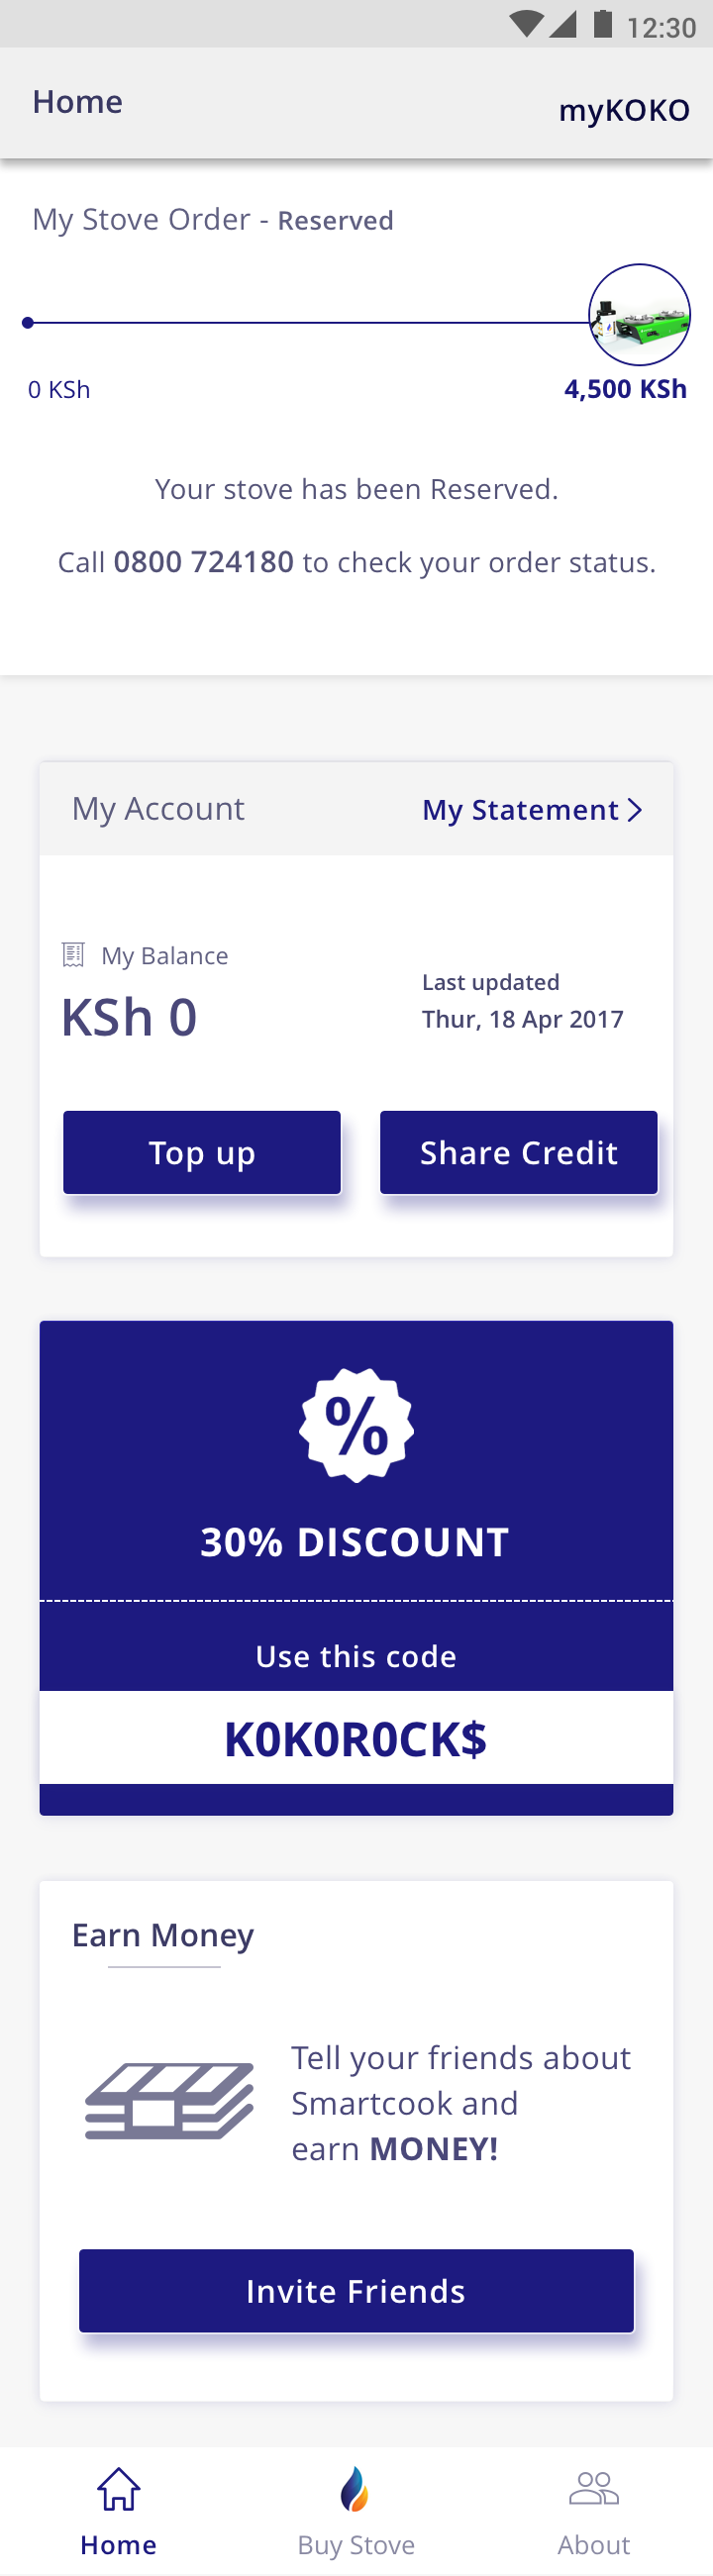 12:30
Home
myKOKO
My Stove Order - Reserved
0 KSh
4,500 KSh
Your stove has been Reserved.
Call 0800 724180 to check your order status.
My Account
My Statement
My Balance
KSh 0
Last updated
Thur, 18 Apr 2017
Top up
Share Credit
%
30% DISCOUNT
Use this code
K0K0R0CK$
Earn Money
Tell your friends about
Smartcook and
earn MONEY!
Invite Friends
Home
Buy Stove
About